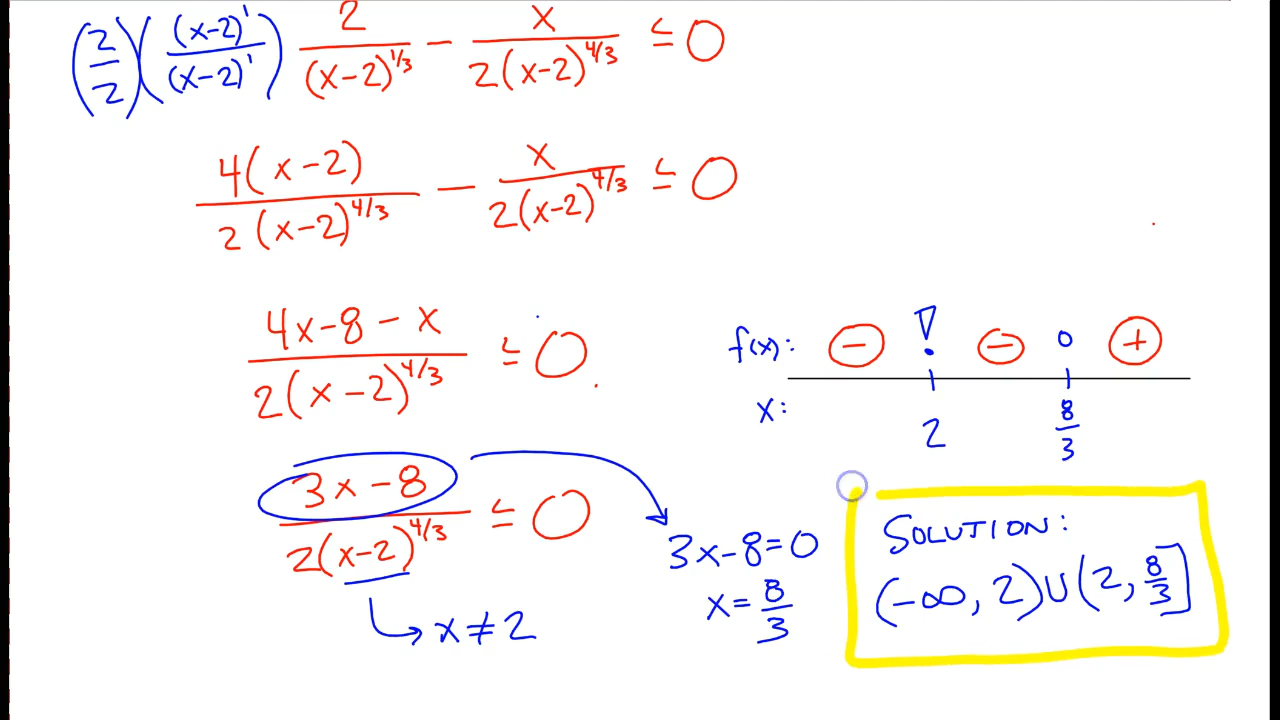 (2/2)((x-2)^1/(x-2)^1) 2/(x-2)^1/3 - x/2(x-2)^4/3 ≤ 0
4(x-2)/2(x-2)^4/3 - x/2(x-2)^4/3 ≤ 0
4x-8-x/2(x-2)^4/3 ≤ 0
3x-8/2(x-2)^4/3 ≤ 0
x≠2
3x-8=0
x=8/3
f(x): - ! - 0 +
x: 2 8/3
SOLUTION:
(-∞, 2)∪(2, 8/3]